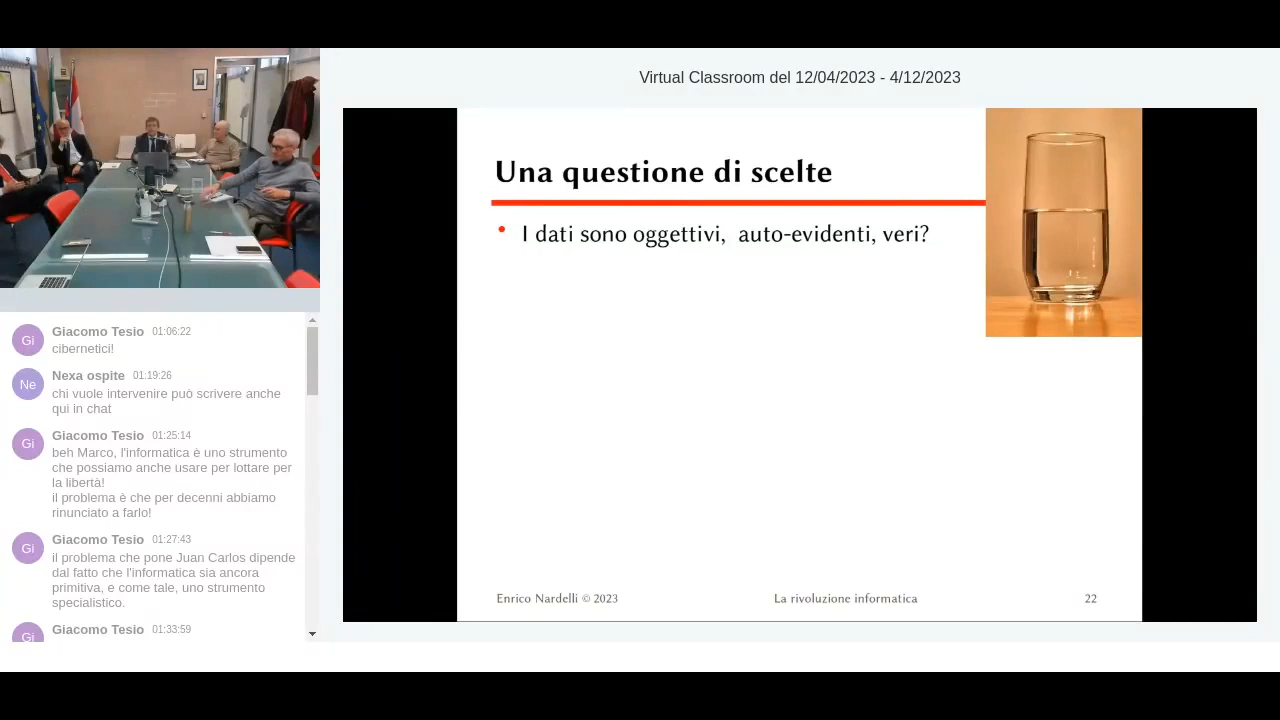 Virtual Classroom del 12/04/2023 - 4/12/2023
Una questione di scelte
• I dati sono oggettivi, auto-evidenti, veri?
Enrico Nardelli © 2023
La rivoluzione informatica
22
Gi
Giacomo Tesio 01:06:22
cibernetici!
Ne
Nexa ospite 01:19:26
chi vuole intervenire può scrivere anche
qui in chat
Gi
Giacomo Tesio 01:25:14
beh Marco, l'informatica è uno strumento
che possiamo anche usare per lottare per
la libertà!
il problema è che per decenni abbiamo
rinunciato a farlo!
Gi
Giacomo Tesio 01:27:43
il problema che pone Juan Carlos dipende
dal fatto che l'informatica sia ancora
primitiva, e come tale, uno strumento
specialistico.
Gi
Giacomo Tesio 01:33:59